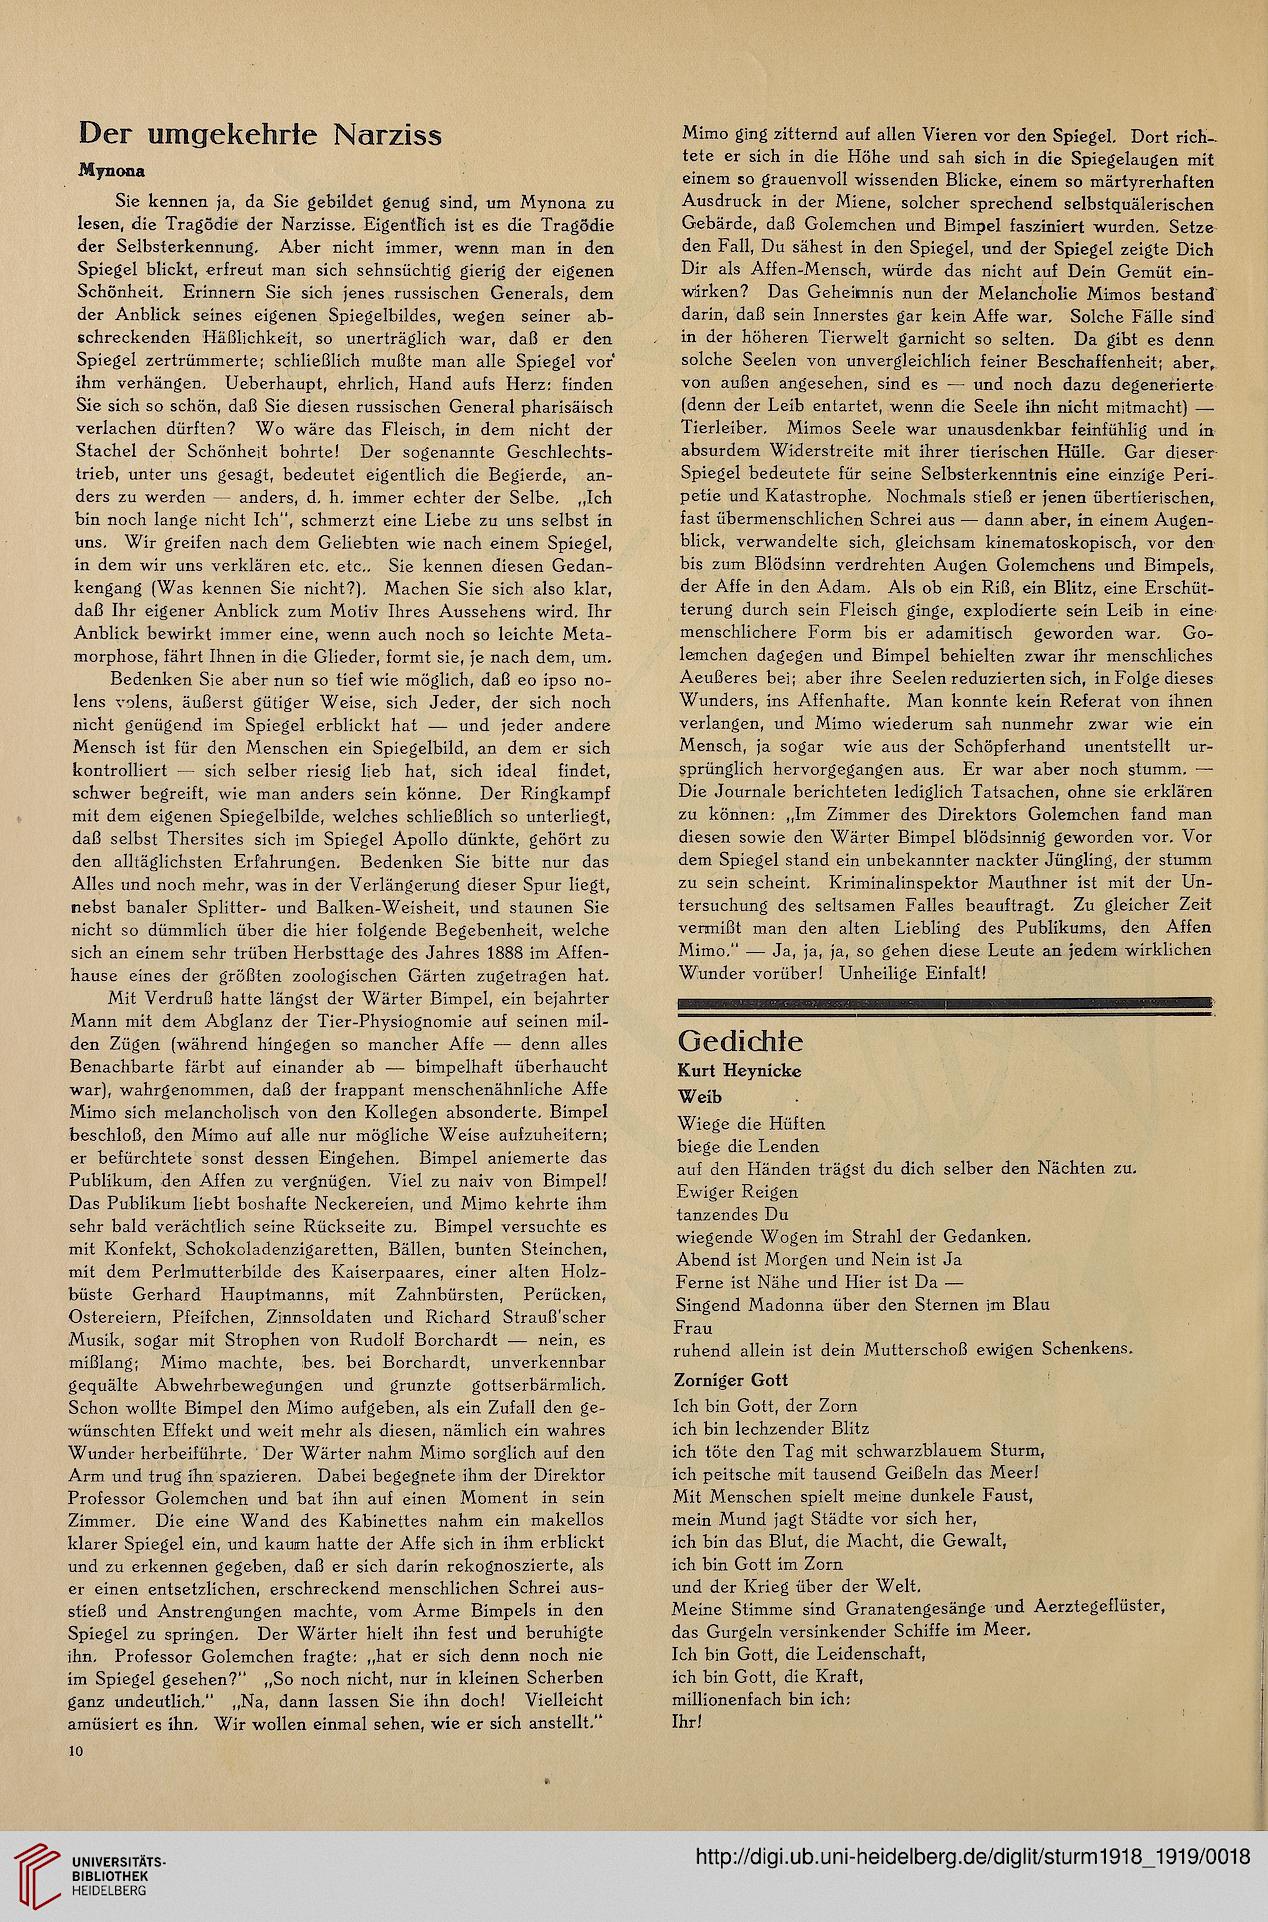 Der umgekehrte Narziss
Mynona
Sie kennen ja, da Sie gebildet genug sind, um Mynona zu
lesen, die Tragödie der Narzisse. Eigentlich ist es die Tragödie
der Selbsterkennung. Aber nicht immer, wenn man in den
Spiegel blickt, erfreut man sich sehnsüchtig gierig der eigenen
Schönheit. Erinnern Sie sich jenes russischen Generals, dem
der Anblick seines eigenen Spiegelbildes, wegen seiner ab-
schreckenden Häßlichkeit, so unerträglich war, daß er den
Spiegel zertrümmerte; schließlich mußte man alle Spiegel vor
ihm verhängen. Ueberhaupt, ehrlich, Hand aufs Herz: finden
Sie sich so schön, daß Sie diesen russischen General pharisäisch
verlachen dürften? Wo wäre das Fleisch, in dem nicht der
Stachel der Schönheit bohrte! Der sogenannte Geschlechts-
trieb, unter uns gesagt, bedeutet eigentlich die Begierde, an-
ders zu werden — anders, d. h. immer echter der Selbe. „Ich
bin noch lange nicht Ich“, schmerzt eine Liebe zu uns selbst in
uns. Wir greifen nach dem Geliebten wie nach einem Spiegel,
in dem wir uns verklären etc. etc.. Sie kennen diesen Gedan-
kengang (Was kennen Sie nicht?). Machen Sie sich also klar,
daß Ihr eigener Anblick zum Motiv Ihres Aussehens wird. Ihr
Anblick bewirkt immer eine, wenn auch noch so leichte Meta-
morphose, fährt Ihnen in die Glieder, formt sie, je nach dem, um.
Bedenken Sie aber nun so tief wie möglich, daß eo ipso no-
lens volens, äußerst gütiger Weise, sich Jeder, der sich noch
nicht genügend im Spiegel erblickt hat — und jeder andere
Mensch ist für den Menschen ein Spiegelbild, an dem er sich
kontrolliert — sich selber riesig lieb hat, sich ideal findet,
schwer begreift, wie man anders sein könne. Der Ringkampf
mit dem eigenen Spiegelbilde, welches schließlich so unterliegt,
daß selbst Thersites sich im Spiegel Apollo dünkte, gehört zu
den alltäglichsten Erfahrungen. Bedenken Sie bitte nur das
Alles und noch mehr, was in der Verlängerung dieser Spur liegt,
nebst banaler Splitter- und Balken-Weisheit, und staunen Sie
nicht so dümmlich über die hier folgende Begebenheit, welche
sich an einem sehr trüben Herbsttage des Jahres 1888 im Affen-
hause eines der größten zoologischen Gärten zugetragen hat.
Mit Verdruß hatte längst der Wärter Bimpel, ein bejahrter
Mann mit dem Abglanz der Tier-Physiognomie auf seinen mil-
den Zügen (während hingegen so mancher Affe — denn alles
Benachbarte färbt auf einander ab — bimpelhaft überhaucht
war), wahrgenommen, daß der frappant menschenähnliche Affe
Mimo sich melancholisch von den Kollegen absonderte. Bimpel
beschloß, den Mimo auf alle nur mögliche Weise aufzuheitern;
er befürchtete sonst dessen Eingehen. Bimpel aniemerte das
Publikum, den Affen zu vergnügen. Viel zu naiv von Bimpel!
Das Publikum liebt boshafte Neckereien, und Mimo kehrte ihm
sehr bald verächtlich seine Rückseite zu. Bimpel versuchte es
mit Konfekt, Schokoladenzigaretten, Bällen, bunten Steinchen,
mit dem Perlmutterbilde des Kaiserpaares, einer alten Holz-
büste Gerhard Hauptmanns, mit Zahnbürsten, Perücken,
Ostereiern, Pfeifchen, Zinnsoldaten und Richard Strauß'scher
Musik, sogar mit Strophen von Rudolf Borchardt — nein, es
mißlang; Mimo machte, bes. bei Borchardt, unverkennbar
gequälte Abwehrbewegungen und grunzte gottserbärmlich.
Schon wollte Bimpel den Mimo aufgeben, als ein Zufall den ge-
wünschten Effekt und weit mehr als diesen, nämlich ein wahres
Wunder herbeiführte. Der Wärter nahm Mimo sorglich auf den
Arm und trug ihn spazieren. Dabei begegnete ihm der Direktor
Professor Golemchen und bat ihn auf einen Moment in sein
Zimmer. Die eine Wand des Kabinettes nahm ein makellos
klarer Spiegel ein, und kaum hatte der Affe sich in ihm erblickt
und zu erkennen gegeben, daß er sich darin rekognoszierte, als
er einen entsetzlichen, erschreckend menschlichen Schrei aus-
stieß und Anstrengungen machte, vom Arme Bimpels in den
Spiegel zu springen. Der Wärter hielt ihn fest und beruhigte
ihn. Professor Golemchen fragte: „hat er sich denn noch nie
im Spiegel gesehen?“ „So noch nicht, nur in kleinen Scherben
ganz undeutlich.“ „Na, dann lassen Sie ihn doch! Vielleicht
amüsiert es ihn. Wir wollen einmal sehen, wie er sich anstellt.“
10
Mimo ging zitternd auf allen Vieren vor den Spiegel. Dort rich-
tete er sich in die Höhe und sah sich in die Spiegelaugen mit
einem so grauenvoll wissenden Blicke, einem so märtyrerhaften
Ausdruck in der Miene, solcher sprechend selbstquälerischen
Gebärde, daß Golemchen und Bimpel fasziniert wurden. Setze
den Fall, Du sähest in den Spiegel, und der Spiegel zeigte Dich
Dir als Affen-Mensch, würde das nicht auf Dein Gemüt ein-
wirken? Das Geheimnis nun der Melancholie Mimos bestand
darin, daß sein Innerstes gar kein Affe war. Solche Fälle sind
in der höheren Tierwelt garnicht so selten. Da gibt es denn
solche Seelen von unvergleichlich feiner Beschaffenheit; aber,
von außen angesehen, sind es — und noch dazu degenerierte
(denn der Leib entartet, wenn die Seele ihn nicht mitmacht) —
Tierleiber. Mimos Seele war unausdenkbar feinfühlig und in
absurdem Widerstreite mit ihrer tierischen Hülle. Gar dieser
Spiegel bedeutete für seine Selbsterkenntnis eine einzige Peri-
petie und Katastrophe. Nochmals stieß er jenen übertierischen,
fast übermenschlichen Schrei aus — dann aber, in einem Augen-
blick, verwandelte sich, gleichsam kinematoskopisch, vor den
bis zum Blödsinn verdrehten Augen Golemchens und Bimpels,
der Affe in den Adam. Als ob ein Riß, ein Blitz, eine Erschüt-
terung durch sein Fleisch ginge, explodierte sein Leib in eine
menschlichere Form bis er adamitisch geworden war. Go-
lemchen dagegen und Bimpel behielten zwar ihr menschliches
Aeußeres bei; aber ihre Seelen reduzierten sich, in Folge dieses
Wunders, ins Affenhafte. Man konnte kein Referat von ihnen
verlangen, und Mimo wiederum sah nunmehr zwar wie ein
Mensch, ja sogar wie aus der Schöpferhand unentstellt ur-
sprünglich hervorgegangen aus. Er war aber noch stumm. —
Die Journale berichteten lediglich Tatsachen, ohne sie erklären
zu können: „Im Zimmer des Direktors Golemchen fand man
diesen sowie den Wärter Bimpel blödsinnig geworden vor. Vor
dem Spiegel stand ein unbekannter nackter Jüngling, der stumm
zu sein scheint. Kriminalinspektor Mauthner ist mit der Un-
tersuchung des seltsamen Falles beauftragt. Zu gleicher Zeit
vermißt man den alten Liebling des Publikums, den Affen
Mimo.“ — Ja, ja, ja, so gehen diese Leute an jedem wirklichen
Wunder vorüber! Unheilige Einfalt!
Gedichte
Kurt Heynicke
Weib
Wiege die Hüften
biege die Lenden
auf den Händen trägst du dich selber den Nächten zu.
Ewiger Reigen
tanzendes Du
wiegende Wogen im Strahl der Gedanken.
Abend ist Morgen und Nein ist Ja
Ferne ist Nähe und Hier ist Da —
Singend Madonna über den Sternen im Blau
Frau
ruhend allein ist dein Mutterschoß ewigen Schenkens.
Zorniger Gott
Ich bin Gott, der Zorn
ich bin lechzender Blitz
ich töte den Tag mit schwarzblauem Sturm,
ich peitsche mit tausend Geißeln das Meer!
Mit Menschen spielt meine dunkele Faust,
mein Mund jagt Städte vor sich her,
ich bin das Blut, die Macht, die Gewalt,
ich bin Gott im Zorn
und der Krieg über der Welt.
Meine Stimme sind Granatengesänge und Aerztegeflüster,
das Gurgeln versinkender Schiffe im Meer.
Ich bin Gott, die Leidenschaft,
ich bin Gott, die Kraft,
millionenfach bin ich:
Ihr!
UNIVERSITÄTS-
BIBLIOTHEK
HEIDELBERG
http://digi.ub.uni-heidelberg.de/diglit/sturm1918_1919/0018